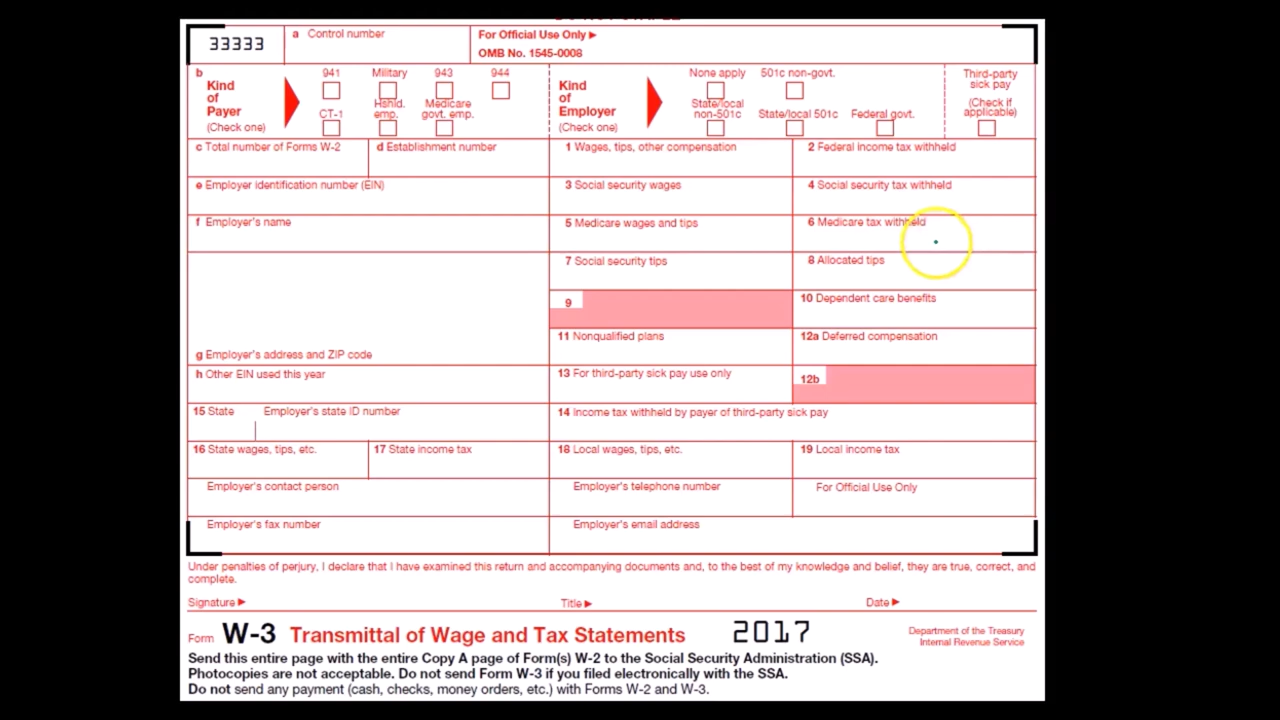 33333
a Control number
For Official Use Only ►
OMB No. 1545-0008
b
Kind
of
Payer
(Check one)
941 Military 943 944
CT-1 Hshld. emp. Medicare govt. emp.
Kind
of
Employer
(Check one)
None apply 501c non-govt.
State/local non-501c State/local 501c Federal govt.
Third-party
sick pay
(Check if
applicable)
c Total number of Forms W-2
d Establishment number
1 Wages, tips, other compensation
2 Federal income tax withheld
e Employer identification number (EIN)
3 Social security wages
4 Social security tax withheld
f Employer's name
5 Medicare wages and tips
6 Medicare tax withheld
7 Social security tips
8 Allocated tips
9
10 Dependent care benefits
11 Nonqualified plans
12a Deferred compensation
g Employer's address and ZIP code
h Other EIN used this year
13 For third-party sick pay use only
12b
15 State Employer's state ID number
14 Income tax withheld by payer of third-party sick pay
16 State wages, tips, etc.
17 State income tax
18 Local wages, tips, etc.
19 Local income tax
Employer's contact person
Employer's telephone number
For Official Use Only
Employer's fax number
Employer's email address
Under penalties of perjury, I declare that I have examined this return and accompanying documents and, to the best of my knowledge and belief, they are true, correct, and
complete.
Signature ► Title ► Date ►
Form W-3 Transmittal of Wage and Tax Statements 2017
Department of the Treasury
Internal Revenue Service
Send this entire page with the entire Copy A page of Form(s) W-2 to the Social Security Administration (SSA).
Photocopies are not acceptable. Do not send Form W-3 if you filed electronically with the SSA.
Do not send any payment (cash, checks, money orders, etc.) with Forms W-2 and W-3.